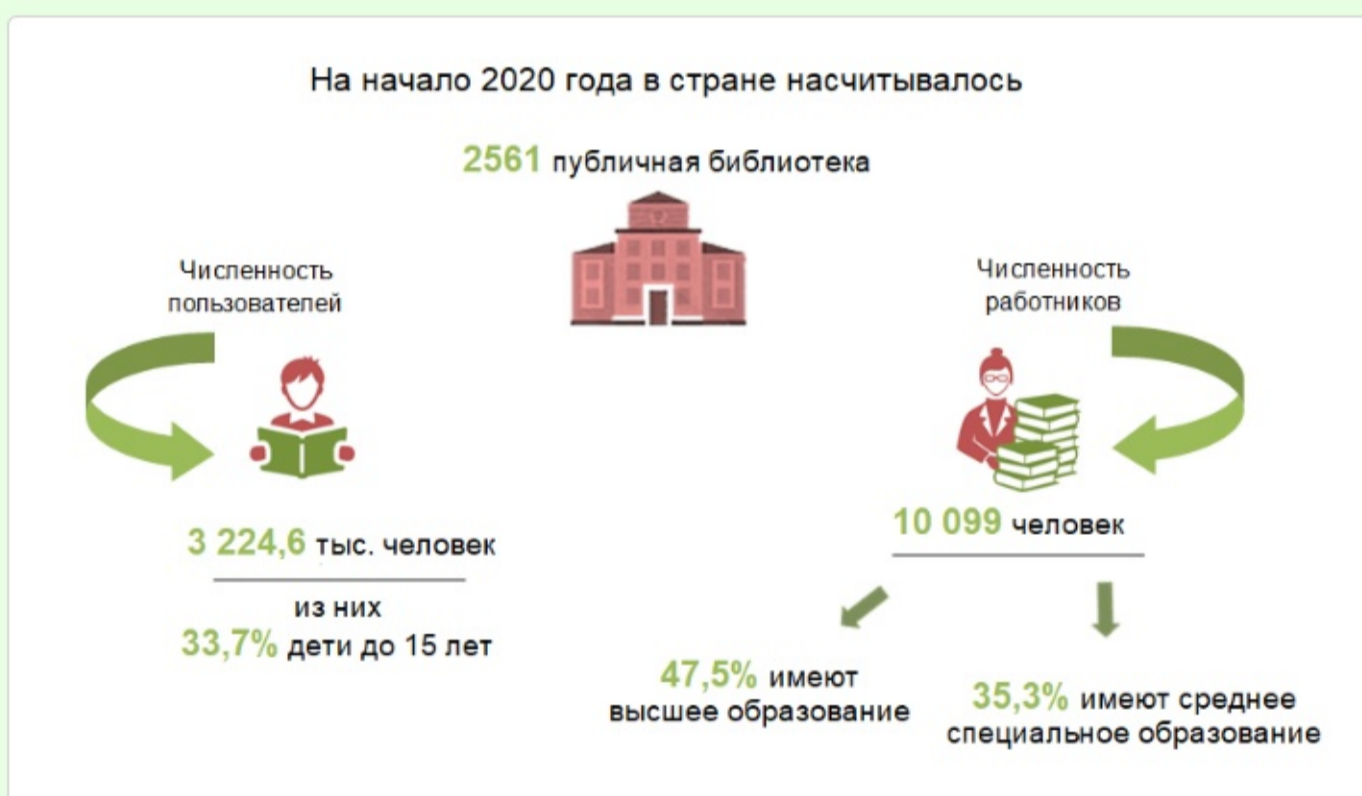 На начало 2020 года в стране насчитывалось
2561 публичная библиотека
Численность
пользователей
3 224,6 тыс. человек
из них
33,7% дети до 15 лет
Численность
работников
10 099 человек
47,5% имеют
высшее образование
35,3% имеют среднее
специальное образование